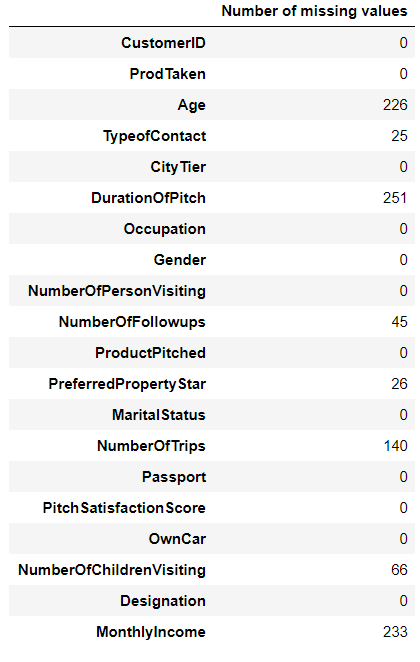 Number of missing values
CustomerID 0
ProdTaken 0
Age 226
TypeofContact 25
CityTier 0
DurationOfPitch 251
Occupation 0
Gender 0
NumberOfPersonVisiting 0
NumberOfFollowups 45
ProductPitched 0
PreferredPropertyStar 26
MaritalStatus 0
NumberOfTrips 140
Passport 0
PitchSatisfactionScore 0
OwnCar 0
NumberOfChildrenVisiting 66
Designation 0
MonthlyIncome 233